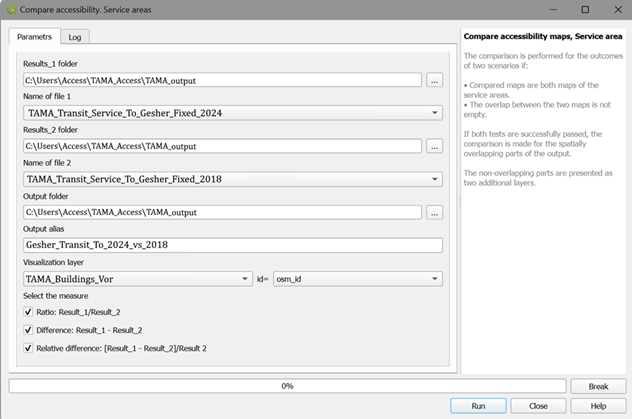 Compare accessibility. Service areas
Parametrs
Log
Results_1 folder
C:\Users\Access\TAMA_Access\TAMA_output
...
Name of file 1
TAMA_Transit_Service_To_Gesher_Fixed_2024
Results_2 folder
C:\Users\Access\TAMA_Access\TAMA_output
...
Name of file 2
TAMA_Transit_Service_To_Gesher_Fixed_2018
Output folder
C:\Users\Access\TAMA_Access\TAMA_output
...
Output alias
Gesher_Transit_To_2024_vs_2018
Visualization layer
TAMA_Buildings_Vor id= osm_id
Select the measure
Ratio: Result_1/Result_2
Difference: Result_1 - Result_2
Relative difference: [Result_1 - Result_2]/Result 2
Compare accessibility maps, Service area
The comparison is performed for the outcomes
of two scenarios if:
• Compared maps are both maps of the
service areas.
• The overlap between the two maps is not
empty.
If both tests are successfully passed, the
comparison is made for the spatially
overlapping parts of the output.
The non-overlapping parts are presented as
two additional layers.
0%
Break
Run
Close
Help